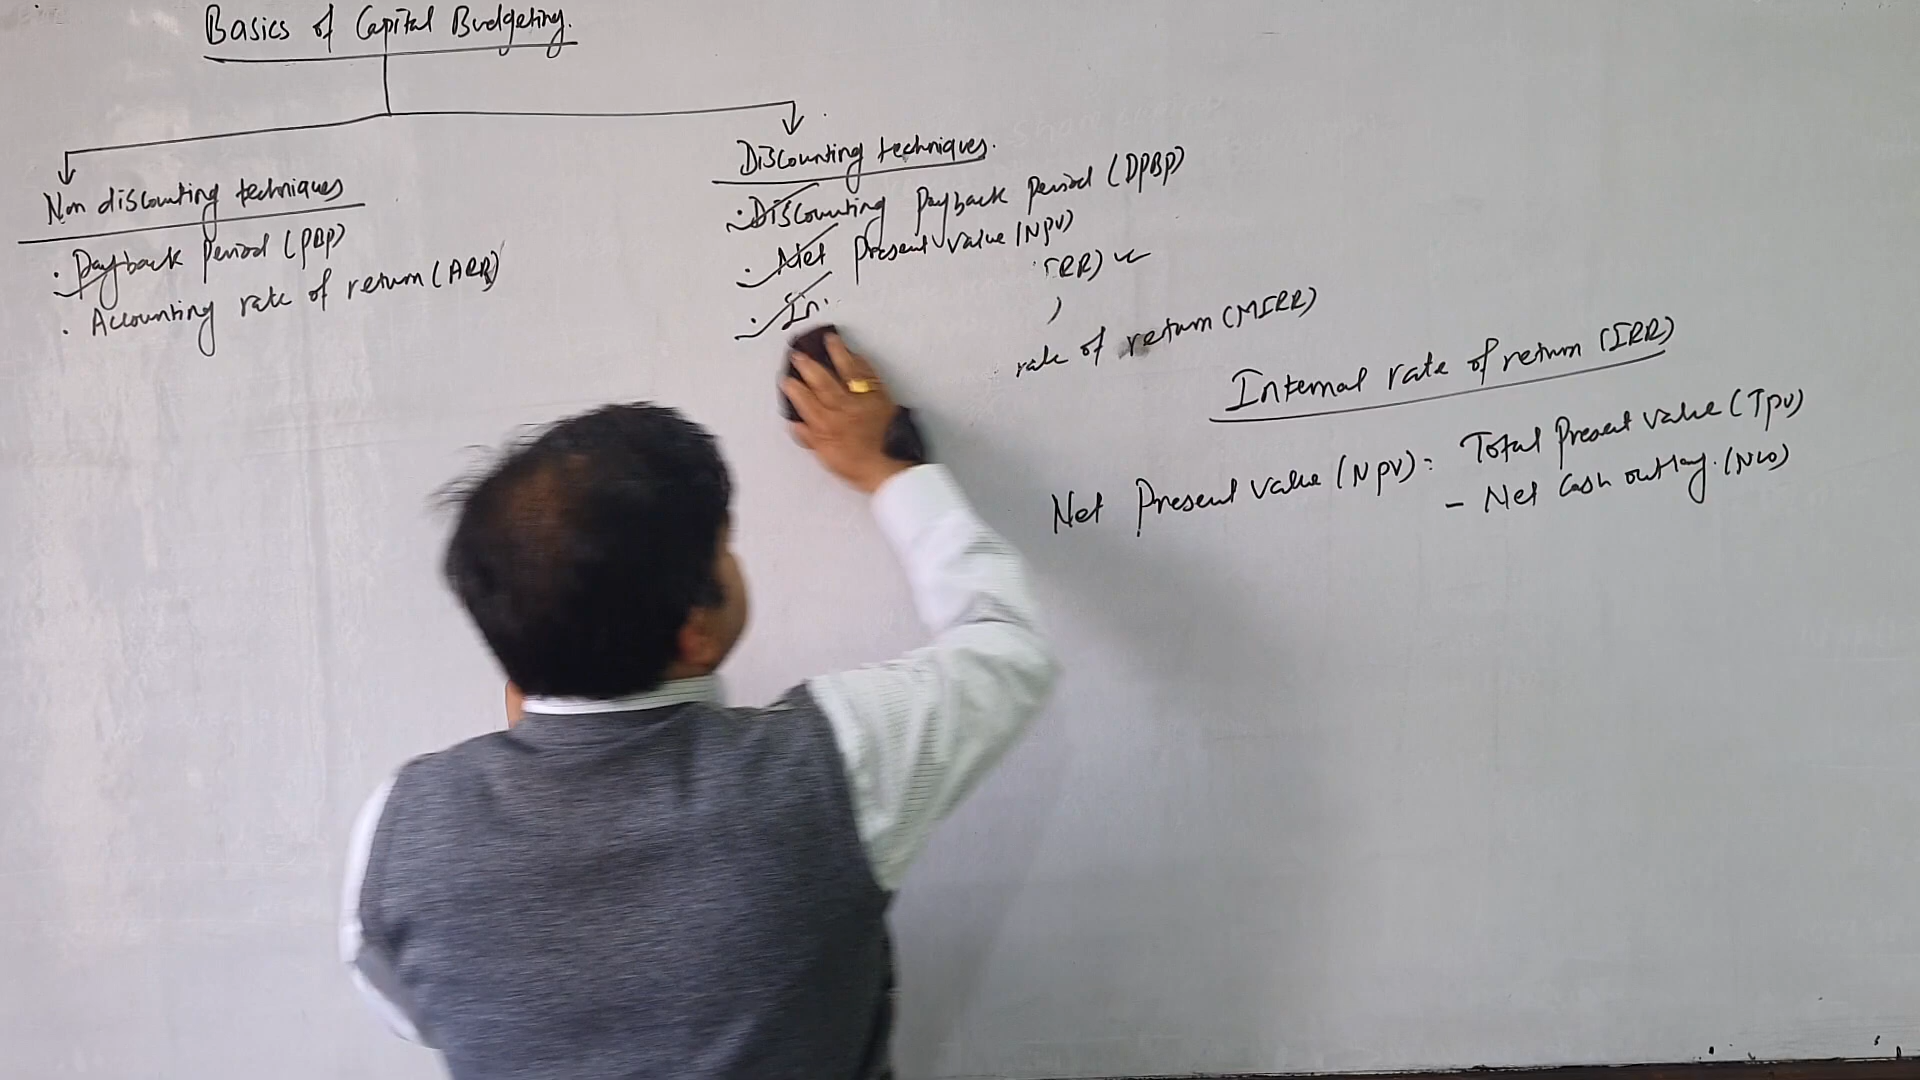 Basics of Capital Budgeting.
Non discounting techniques
. Payback Period (PBP)
. Accounting rate of return (ARR)
Discounting techniques.
. Discounting Payback Period (DPBP)
. Net Present Value (NPV)
. In
RR)
)
rate of return (MIRR)
Internal rate of return (IRR)
Net Present Value (NPV) = Total Present Value (TPV)
- Net Cash outlay. (NCO)